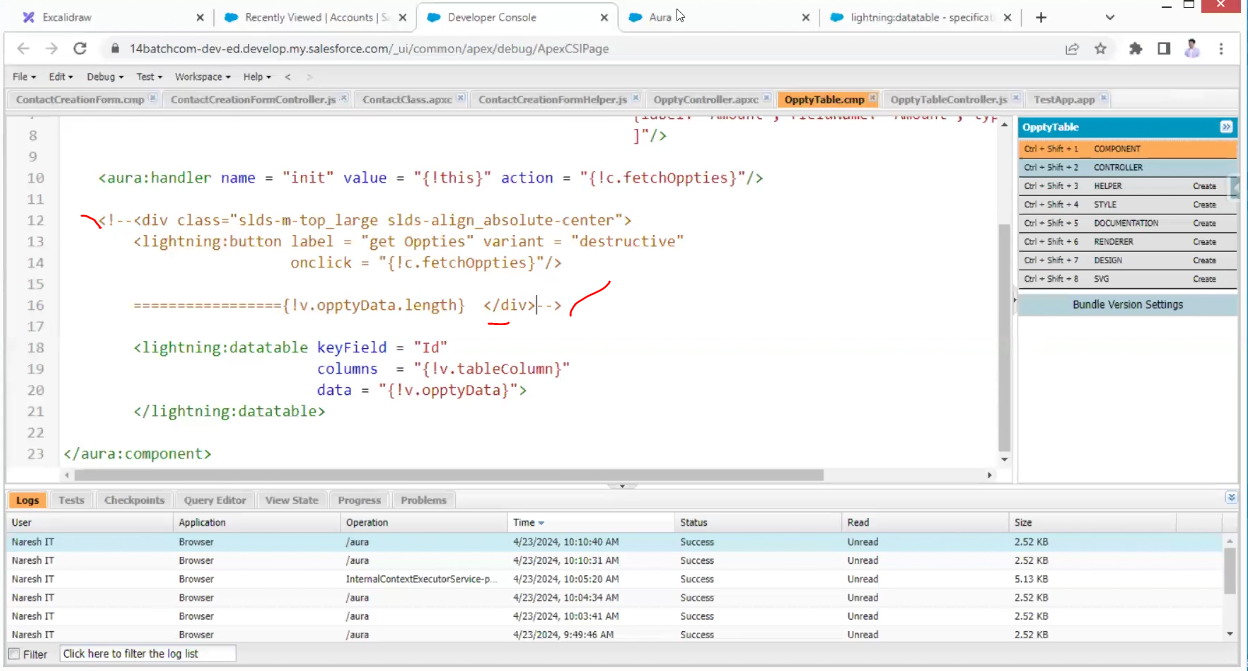 Excalidraw
Recently Viewed | Accounts | Sa
Developer Console
Aura
lightning:datatable - specificati
14batchcom-dev-ed.develop.my.salesforce.com/_ui/common/apex/debug/ApexCSIPage
File Edit Debug Test Workspace Help < >
ContactCreationForm.cmp ContactCreationFormController.js ContactClass.apxc ContactCreationFormHelper.js OpptyController.apxc OpptyTable.cmp OpptyTableController.js TestApp.app
8 ]"/>
9
10 <aura:handler name = "init" value = "{!this}" action = "{!c.fetchOppties}"/>
11
12 <!--<div class="slds-m-top_large slds-align_absolute-center">
13 <lightning:button label = "get Oppties" variant = "destructive"
14 onclick = "{!c.fetchOppties}"/>
15
16 ================{!v.opptyData.length} </div>-->
17
18 <lightning:datatable keyField = "Id"
19 columns = "{!v.tableColumn}"
20 data = "{!v.opptyData}">
21 </lightning:datatable>
22
23 </aura:component>
OpptyTable
Ctrl + Shift + 1 COMPONENT
Ctrl + Shift + 2 CONTROLLER
Ctrl + Shift + 3 HELPER Create
Ctrl + Shift + 4 STYLE Create
Ctrl + Shift + 5 DOCUMENTATION Create
Ctrl + Shift + 6 RENDERER Create
Ctrl + Shift + 7 DESIGN Create
Ctrl + Shift + 8 SVG Create
Bundle Version Settings
Logs Tests Checkpoints Query Editor View State Progress Problems
User Application Operation Time Status Read Size
Naresh IT Browser /aura 4/23/2024, 10:10:40 AM Success Unread 2.52 KB
Naresh IT Browser /aura 4/23/2024, 10:10:31 AM Success Unread 2.52 KB
Naresh IT Browser InternalContextExecutorService-p... 4/23/2024, 10:05:20 AM Success Unread 5.13 KB
Naresh IT Browser /aura 4/23/2024, 10:04:34 AM Success Unread 2.52 KB
Naresh IT Browser /aura 4/23/2024, 10:03:41 AM Success Unread 2.52 KB
Naresh IT Browser /aura 4/23/2024, 9:49:46 AM Success Unread 2.52 KB
Filter Click here to filter the log list